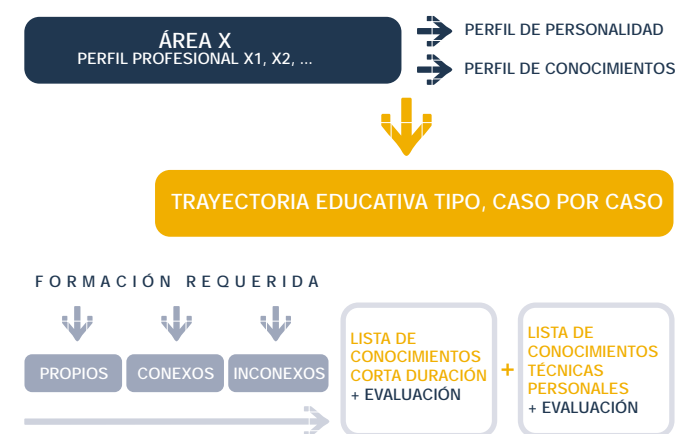 ÁREA X
PERFIL PROFESIONAL X1, X2, ...
PERFIL DE PERSONALIDAD
PERFIL DE CONOCIMIENTOS
TRAYECTORIA EDUCATIVA TIPO, CASO POR CASO
FORMACIÓN REQUERIDA
PROPIOS
CONEXOS
INCONEXOS
LISTA DE
CONOCIMIENTOS
CORTA DURACIÓN
+ EVALUACIÓN
+
LISTA DE
CONOCIMIENTOS
TÉCNICAS
PERSONALES
+ EVALUACIÓN